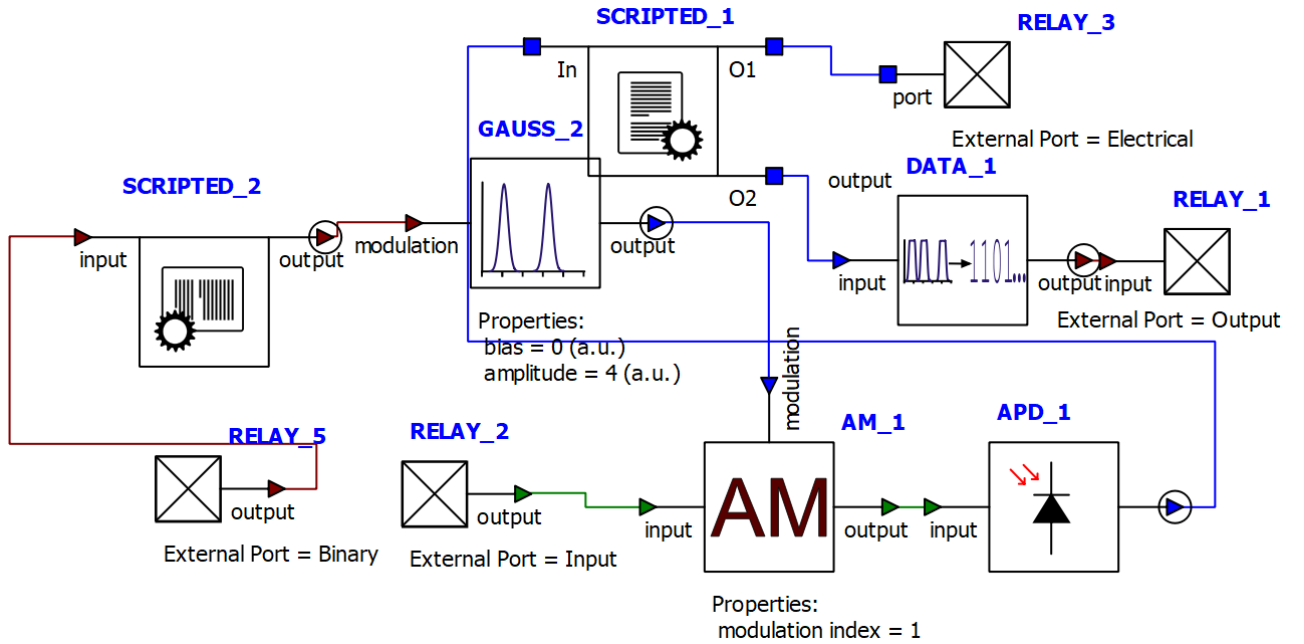 SCRIPTED_1
RELAY_3
In
O1
port
GAUSS_2
External Port = Electrical
DATA_1
SCRIPTED_2
output
O2
RELAY_1
input
output
modulation
output
input
1101...
output
input
External Port = Output
Properties:
bias = 0 (a.u.)
amplitude = 4 (a.u.)
modulation
RELAY_5
RELAY_2
AM_1
APD_1
output
output
input
AM
output
input
External Port = Binary
External Port = Input
Properties:
modulation index = 1